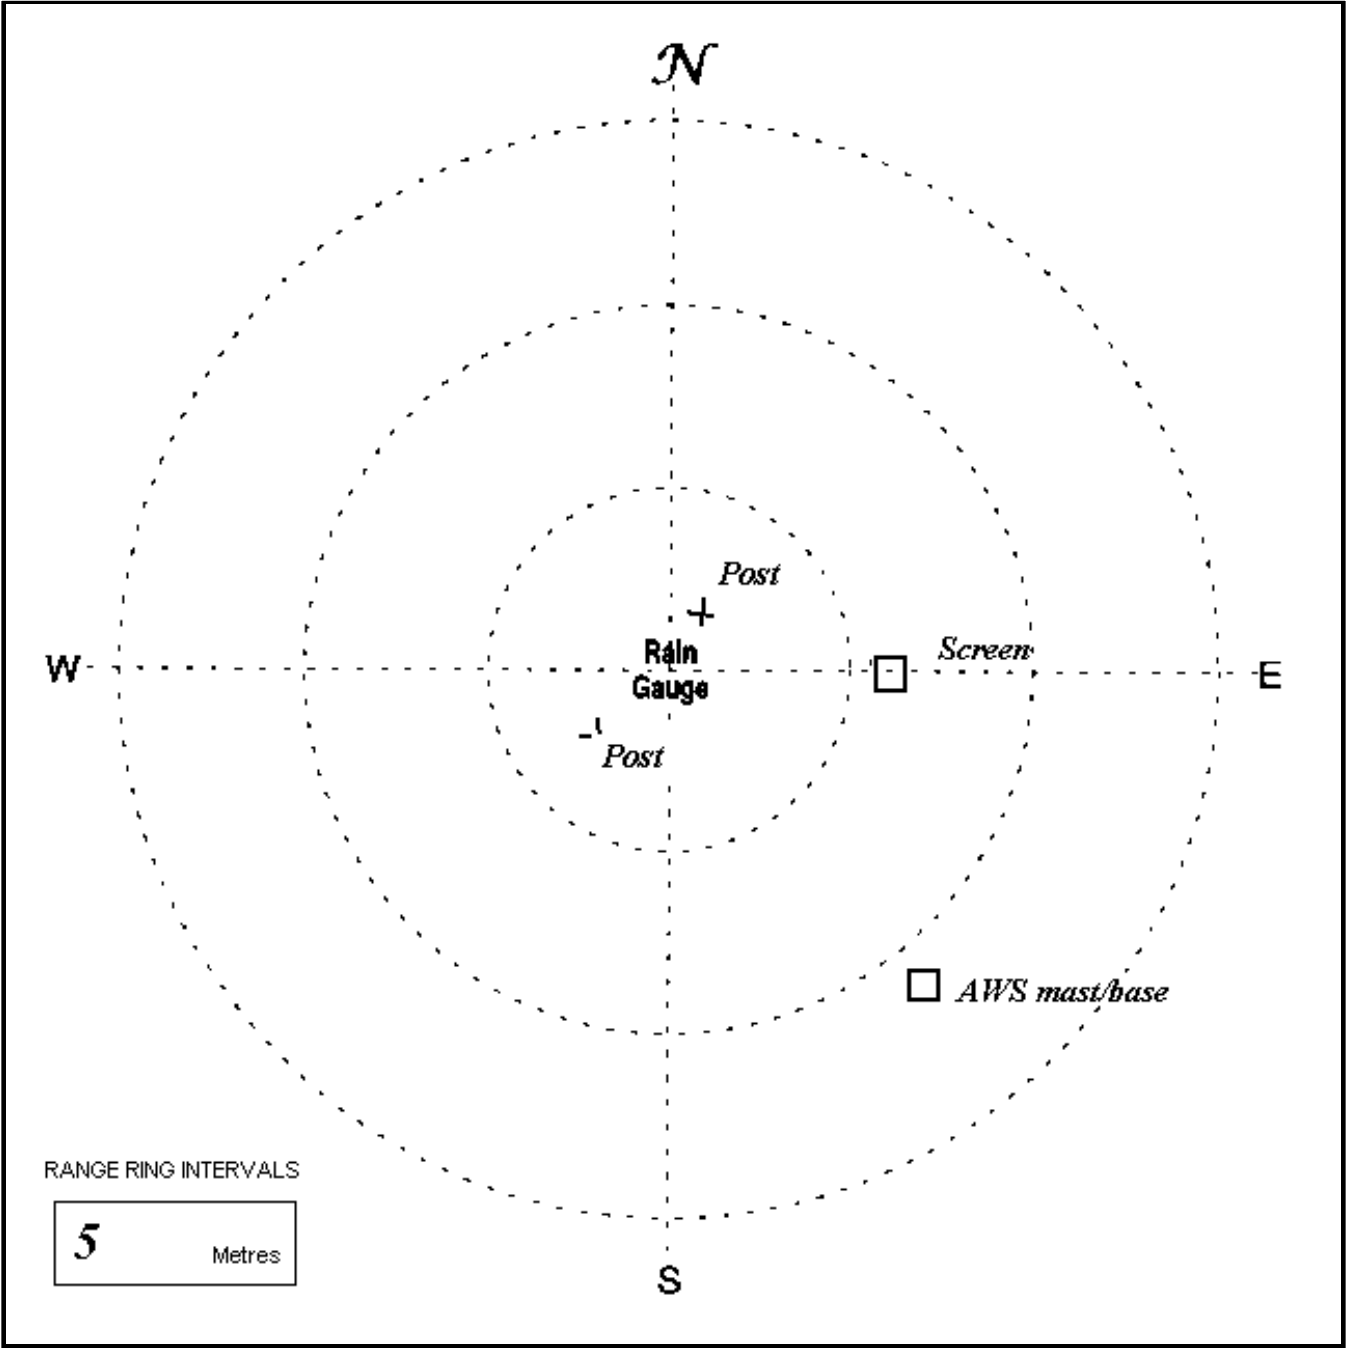 N
Post
Rain
Gauge
W
Screen
E
Post
AWS mast/base
RANGE RING INTERVALS
5 Metres
S